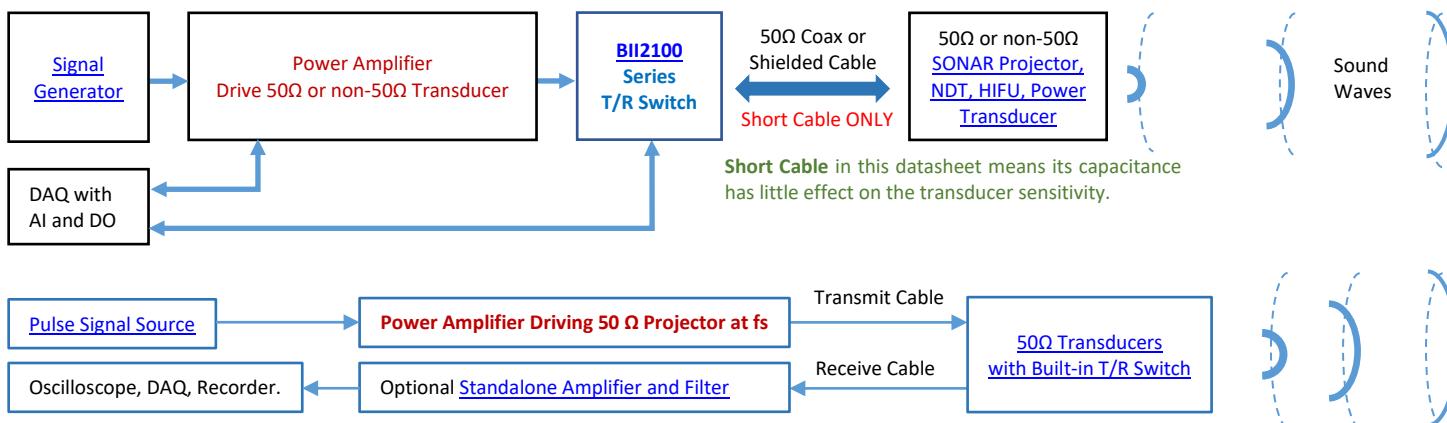 Signal
Generator
Power Amplifier
Drive 50Ω or non-50Ω Transducer
BII2100
Series
T/R Switch
50Ω Coax or
Shielded Cable
Short Cable ONLY
50Ω or non-50Ω
SONAR Projector,
NDT, HIFU, Power
Transducer
Sound
Waves
DAQ with
AI and DO
Short Cable in this datasheet means its capacitance
has little effect on the transducer sensitivity.
Pulse Signal Source
Power Amplifier Driving 50 Ω Projector at fs
Transmit Cable
50Ω Transducers
with Built-in T/R Switch
Receive Cable
Optional Standalone Amplifier and Filter
Oscilloscope, DAQ, Recorder.